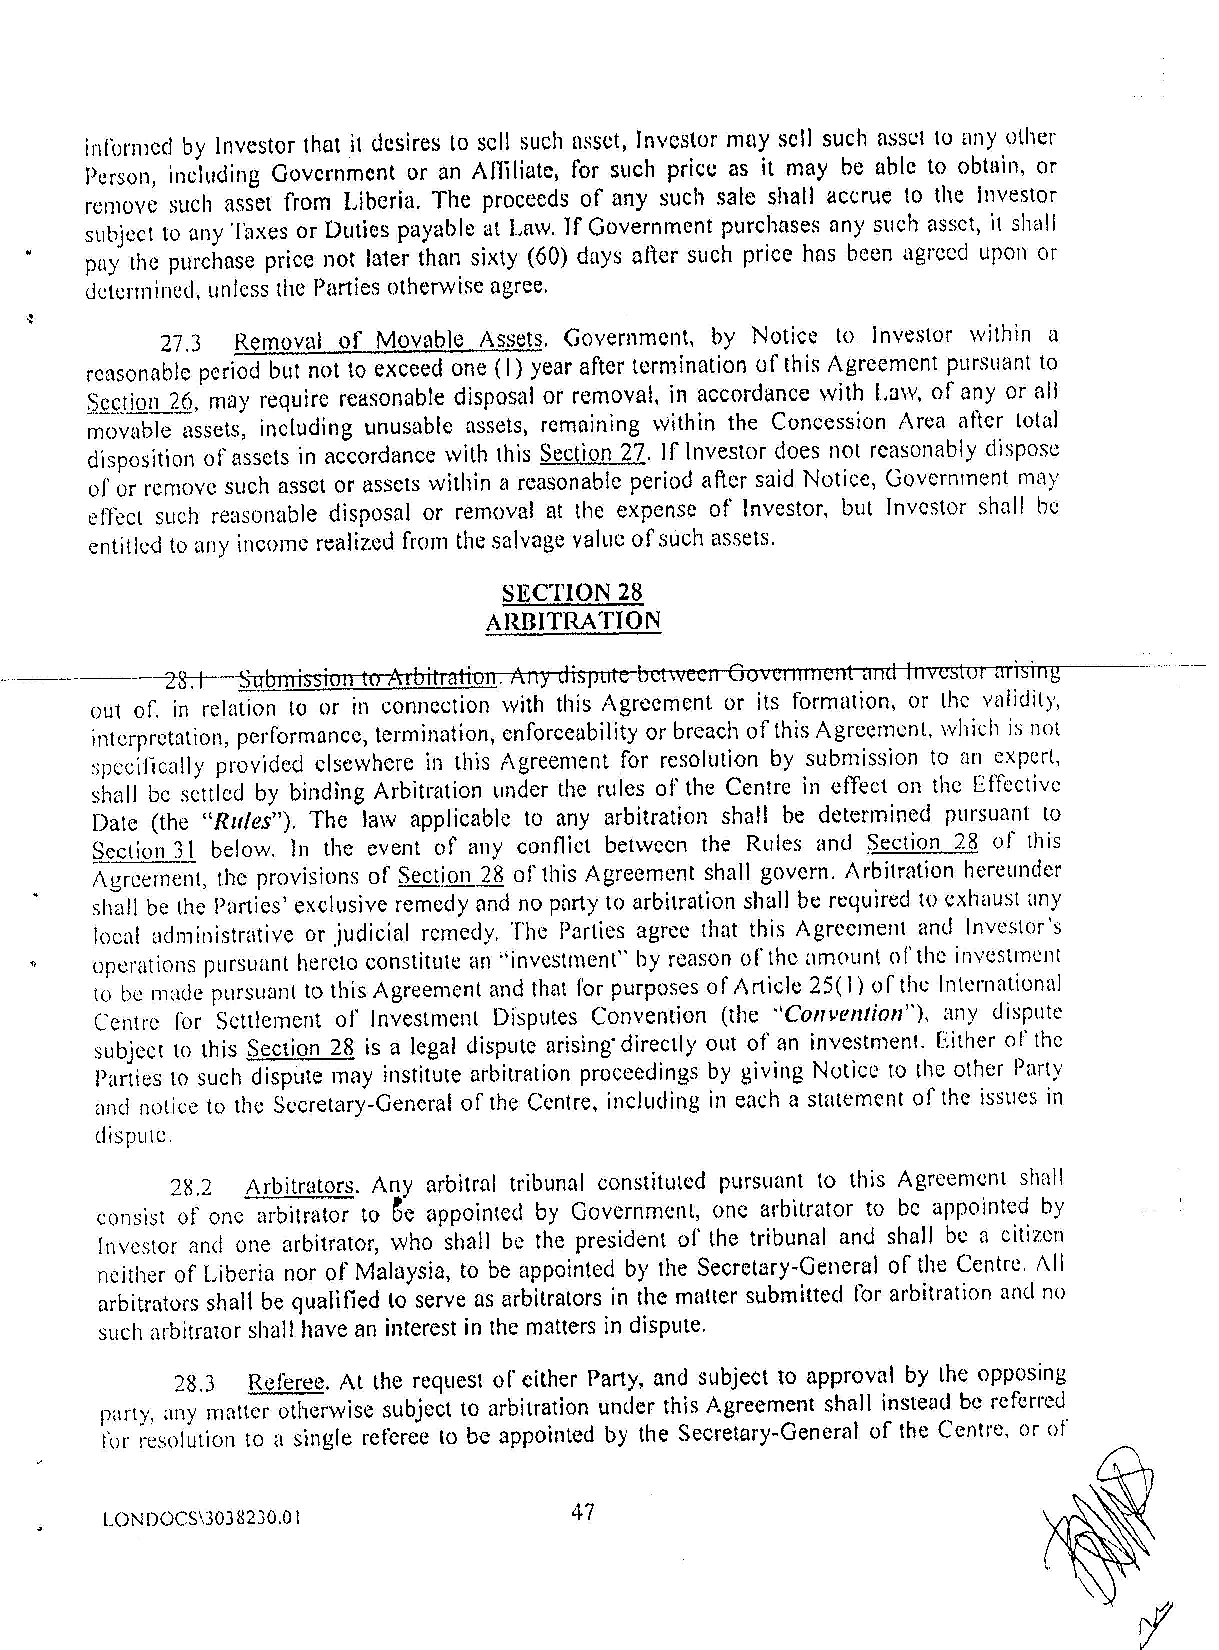 informed by Investor that it desires to sell such asset, Investor may sell such asset to any other
Person, including Government or an Affiliate, for such price as it may be able to obtain, or
remove such asset from Liberia. The proceeds of any such sale shall accrue to the Investor
subject to any Taxes or Duties payable at Law. If Government purchases any such asset, it shall
pay the purchase price not later than sixty (60) days after such price has been agreed upon or
determined, unless the Parties otherwise agree.
27.3 Removal of Movable Assets. Government, by Notice to Investor within a
reasonable period but not to exceed one (1) year after termination of this Agreement pursuant to
Section 26, may require reasonable disposal or removal, in accordance with Law, of any or all
movable assets, including unusable assets, remaining within the Concession Area after total
disposition of assets in accordance with this Section 27. If Investor does not reasonably dispose
of or remove such asset or assets within a reasonable period after said Notice, Government may
effect such reasonable disposal or removal at the expense of Investor, but Investor shall be
entitled to any income realized from the salvage value of such assets.
SECTION 28
ARBITRATION
28.1 Submission to Arbitration. Any dispute between Government and Investor arising
out of, in relation to or in connection with this Agreement or its formation, or the validity,
interpretation, performance, termination, enforceability or breach of this Agreement, which is not
specifically provided elsewhere in this Agreement for resolution by submission to an expert,
shall be settled by binding Arbitration under the rules of the Centre in effect on the Effective
Date (the "Rules"). The law applicable to any arbitration shall be determined pursuant to
Section 31 below. In the event of any conflict between the Rules and Section 28 of this
Agreement, the provisions of Section 28 of this Agreement shall govern. Arbitration hereunder
shall be the Parties' exclusive remedy and no party to arbitration shall be required to exhaust any
local administrative or judicial remedy. The Parties agree that this Agreement and Investor's
operations pursuant hereto constitute an "investment" by reason of the amount of the investment
to be made pursuant to this Agreement and that for purposes of Article 25(1) of the International
Centre for Settlement of Investment Disputes Convention (the "Convention"), any dispute
subject to this Section 28 is a legal dispute arising directly out of an investment. Either of the
Parties to such dispute may institute arbitration proceedings by giving Notice to the other Party
and notice to the Secretary-General of the Centre, including in each a statement of the issues in
dispute.
28.2 Arbitrators. Any arbitral tribunal constituted pursuant to this Agreement shall
consist of one arbitrator to be appointed by Government, one arbitrator to be appointed by
Investor and one arbitrator, who shall be the president of the tribunal and shall be a citizen
neither of Liberia nor of Malaysia, to be appointed by the Secretary-General of the Centre. All
arbitrators shall be qualified to serve as arbitrators in the matter submitted for arbitration and no
such arbitrator shall have an interest in the matters in dispute.
28.3 Referee. At the request of either Party, and subject to approval by the opposing
party, any matter otherwise subject to arbitration under this Agreement shall instead be referred
for resolution to a single referee to be appointed by the Secretary-General of the Centre, or of
LONDOCS\3038230.01 47